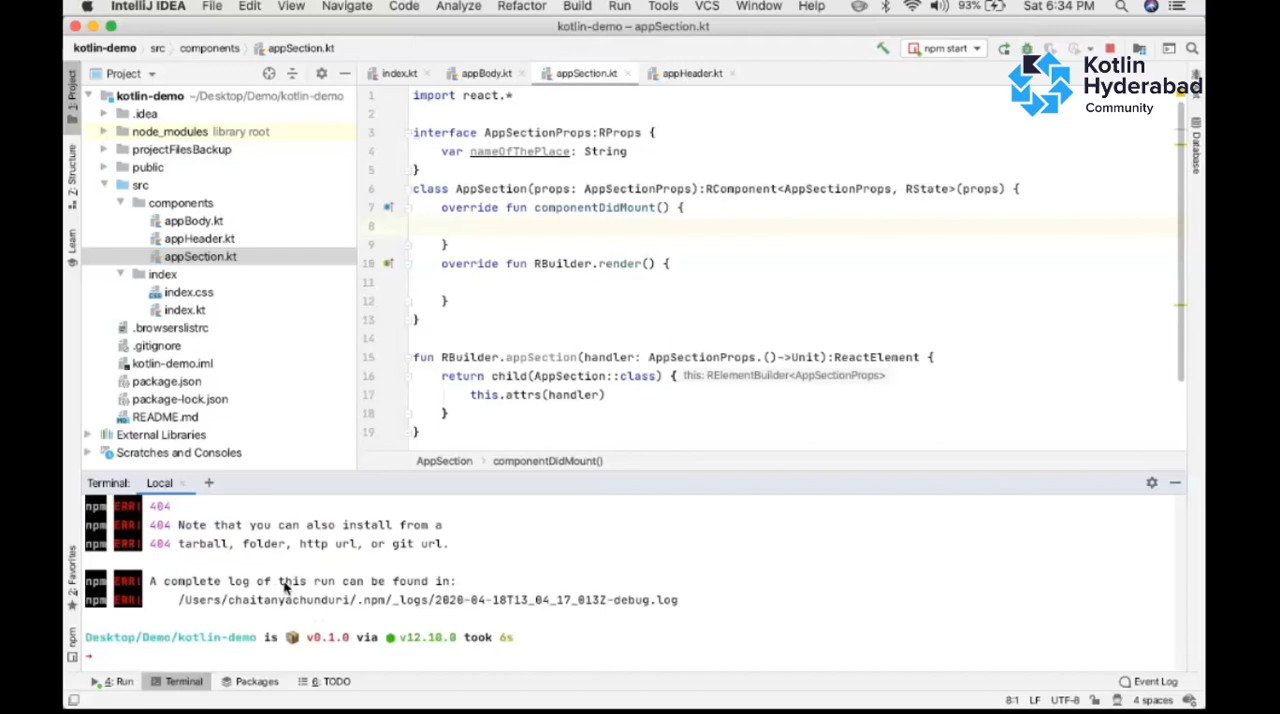 IntelliJ IDEA File Edit View Navigate Code Analyze Refactor Build Run Tools VCS Window Help 93% Sat 6:34 PM
kotlin-demo – appSection.kt
kotlin-demo src components appSection.kt npm start
Kotlin
Hyderabad
Community
Project index.kt appBody.kt appSection.kt appHeader.kt
kotlin-demo ~/Desktop/Demo/kotlin-demo
.idea
node_modules library root
projectFilesBackup
public
src
components
appBody.kt
appHeader.kt
appSection.kt
index
index.css
index.kt
.browserslistrc
.gitignore
kotlin-demo.iml
package.json
package-lock.json
README.md
External Libraries
Scratches and Consoles
1: Project
Z: Structure
Learn
2: Favorites
npm
Database
1 import react.*
2
3 interface AppSectionProps:RProps {
4 var nameOfThePlace: String
5 }
6 class AppSection(props: AppSectionProps):RComponent<AppSectionProps, RState>(props) {
7 override fun componentDidMount() {
8
9 }
10 override fun RBuilder.render() {
11
12 }
13 }
14
15 fun RBuilder.appSection(handler: AppSectionProps.()->Unit):ReactElement {
16 return child(AppSection::class) { this: RElementBuilder<AppSectionProps>
17 this.attrs(handler)
18 }
19 }
AppSection componentDidMount()
Terminal: Local +
npm ERR! 404
npm ERR! 404 Note that you can also install from a
npm ERR! 404 tarball, folder, http url, or git url.
npm ERR! A complete log of this run can be found in:
npm ERR! /Users/chaitanyachunduri/.npm/_logs/2020-04-18T13_04_17_013Z-debug.log
Desktop/Demo/kotlin-demo is v0.1.0 via v12.18.0 took 6s
4: Run Terminal Packages 6: TODO Event Log
8:1 LF UTF-8 4 spaces